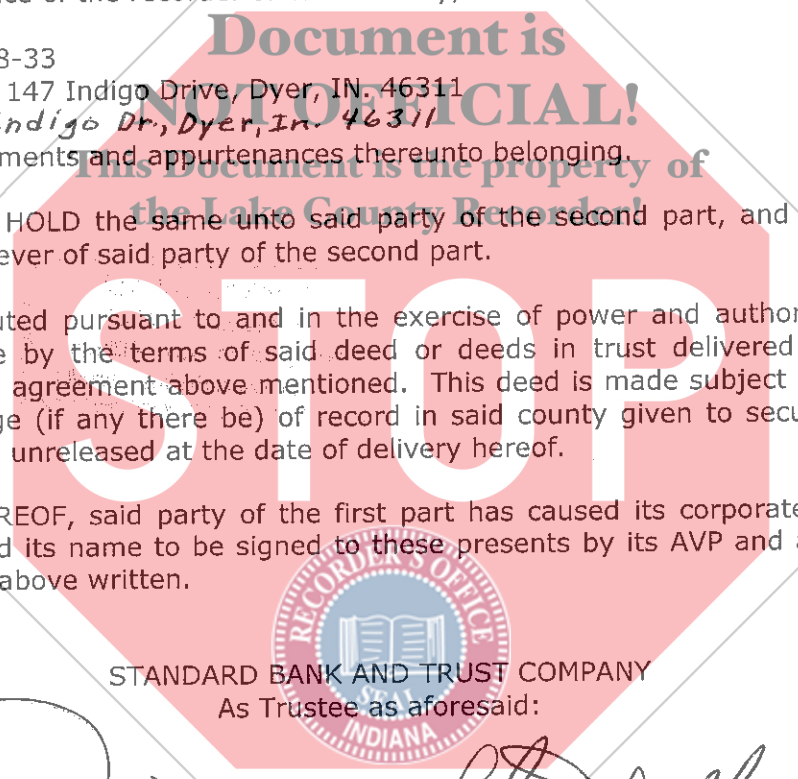 Document is
8-33
147 Indigo Drive, Dyer, IN. 46311
NOT OFFICIAL!
Indigo Dr., Dyer, In. 46311
ments and appurtenances thereunto belonging.
This Document is the property of
the Lake County Recorder!
HOLD the same unto said party of the second part, and
ever of said party of the second part.
STOP
uted pursuant to and in the exercise of power and author
e by the terms of said deed or deeds in trust delivered
agreement above mentioned. This deed is made subject
ge (if any there be) of record in said county given to secu
unreleased at the date of delivery hereof.
REOF, said party of the first part has caused its corporate
d its name to be signed to these presents by its AVP and a
above written.
RECORDER'S OFFICE
SEAL
INDIANA
STANDARD BANK AND TRUST COMPANY
As Trustee as aforesaid: